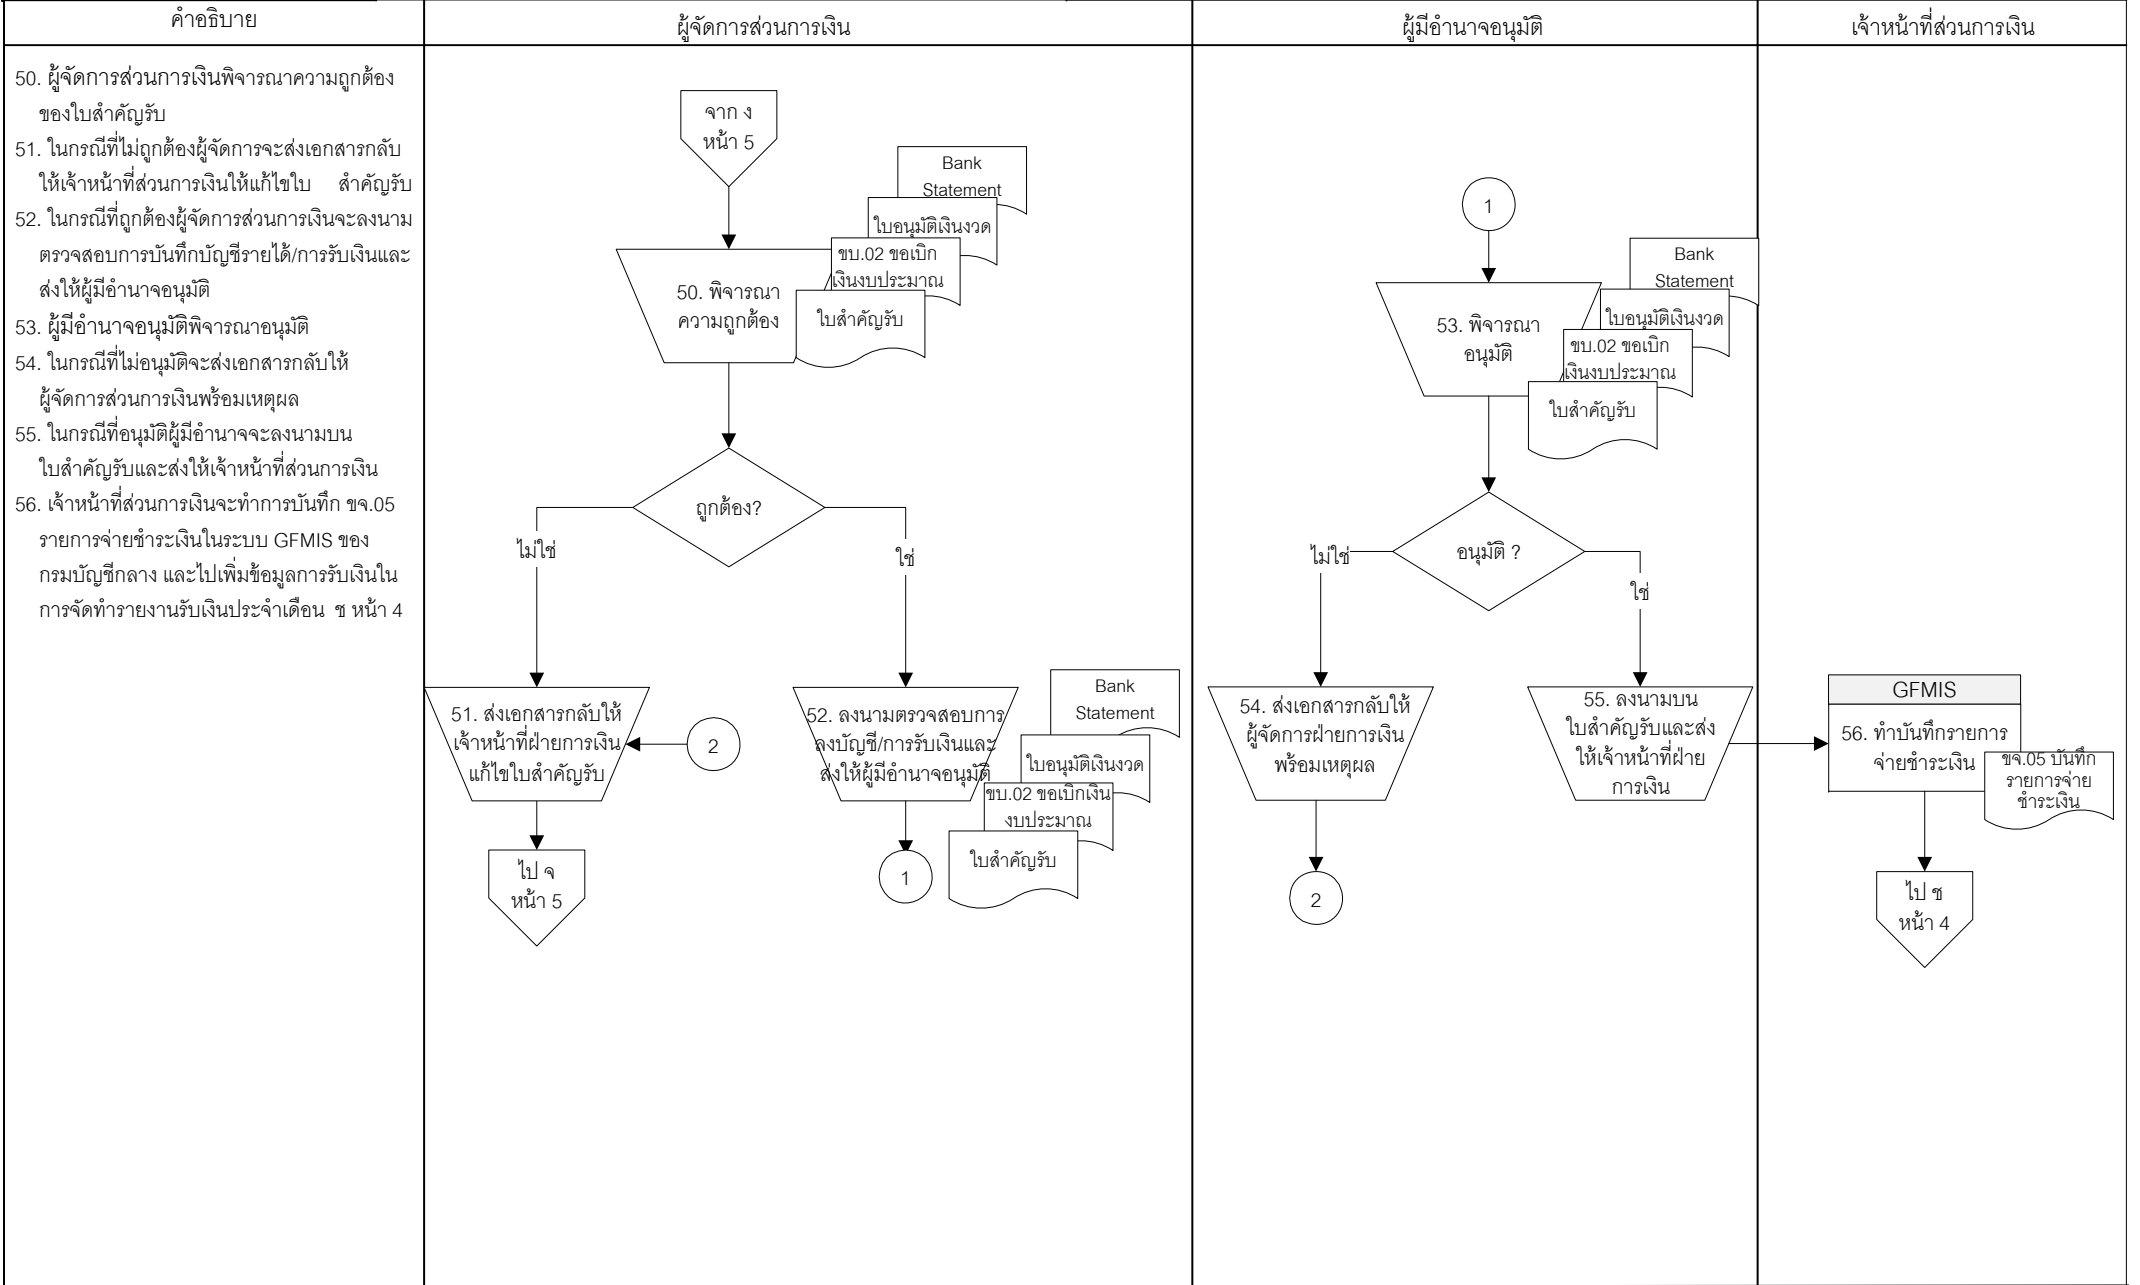 คำอธิบาย
ผู้จัดการส่วนการเงิน
ผู้มีอำนาจอนุมัติ
เจ้าหน้าที่ส่วนการเงิน
50. ผู้จัดการส่วนการเงินพิจารณาความถูกต้อง
ของใบสำคัญรับ
51. ในกรณีที่ไม่ถูกต้องผู้จัดการจะส่งเอกสารกลับ
ให้เจ้าหน้าที่ส่วนการเงินให้แก้ไขใบ สำคัญรับ
52. ในกรณีที่ถูกต้องผู้จัดการส่วนการเงินจะลงนาม
ตรวจสอบการบันทึกบัญชีรายได้/การรับเงินและ
ส่งให้ผู้มีอำนาจอนุมัติ
53. ผู้มีอำนาจอนุมัติพิจารณาอนุมัติ
54. ในกรณีที่ไม่อนุมัติจะส่งเอกสารกลับให้
ผู้จัดการส่วนการเงินพร้อมเหตุผล
55. ในกรณีที่อนุมัติผู้มีอำนาจจะลงนามบน
ใบสำคัญรับและส่งให้เจ้าหน้าที่ส่วนการเงิน
56. เจ้าหน้าที่ส่วนการเงินจะทำการบันทึก ขจ.05
รายการจ่ายชำระเงินในระบบ GFMIS ของ
กรมบัญชีกลาง และไปเพิ่มข้อมูลการรับเงินใน
การจัดทำรายงานรับเงินประจำเดือน ช หน้า 4
จาก ง
หน้า 5
Bank
Statement
ใบอนุมัติเงินงวด
ขบ.02 ขอเบิก
เงินงบประมาณ
ใบสำคัญรับ
50. พิจารณา
ความถูกต้อง
ถูกต้อง?
ไม่ใช่
ใช่
51. ส่งเอกสารกลับให้
เจ้าหน้าที่ฝ่ายการเงิน
แก้ไขใบสำคัญรับ
2
52. ลงนามตรวจสอบการ
ลงบัญชี/การรับเงินและ
ส่งให้ผู้มีอำนาจอนุมัติ
Bank
Statement
ใบอนุมัติเงินงวด
ขบ.02 ขอเบิกเงิน
งบประมาณ
ใบสำคัญรับ
ไป จ
หน้า 5
1
1
Bank
Statement
ใบอนุมัติเงินงวด
ขบ.02 ขอเบิก
เงินงบประมาณ
ใบสำคัญรับ
53. พิจารณา
อนุมัติ
อนุมัติ ?
ไม่ใช่
ใช่
54. ส่งเอกสารกลับให้
ผู้จัดการฝ่ายการเงิน
พร้อมเหตุผล
55. ลงนามบน
ใบสำคัญรับและส่ง
ให้เจ้าหน้าที่ฝ่าย
การเงิน
2
GFMIS
56. ทำบันทึกรายการ
จ่ายชำระเงิน
ขจ.05 บันทึก
รายการจ่าย
ชำระเงิน
ไป ช
หน้า 4